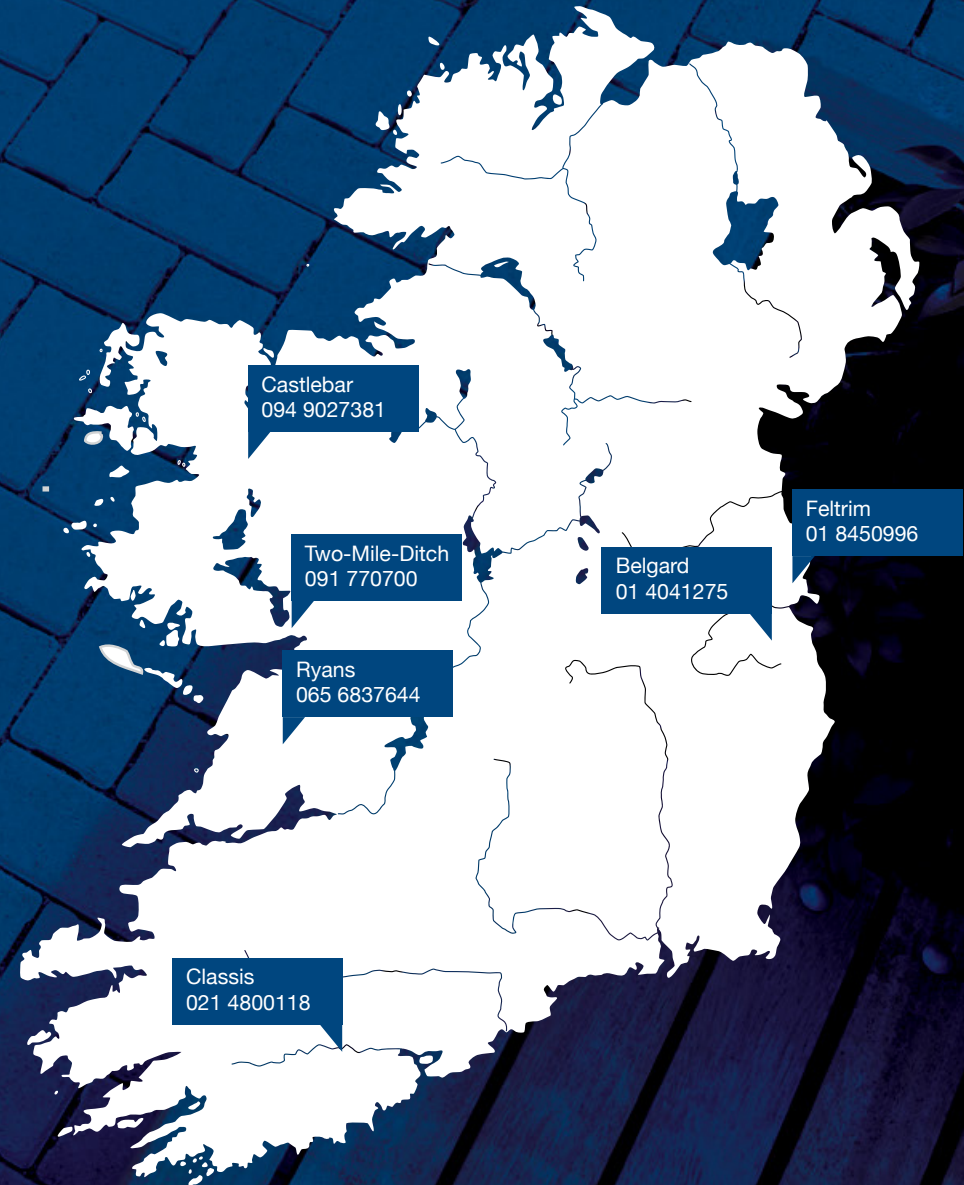 Castlebar
094 9027381
Feltrim
01 8450996
Two-Mile-Ditch
091 770700
Belgard
01 4041275
Ryans
065 6837644
Classis
021 4800118